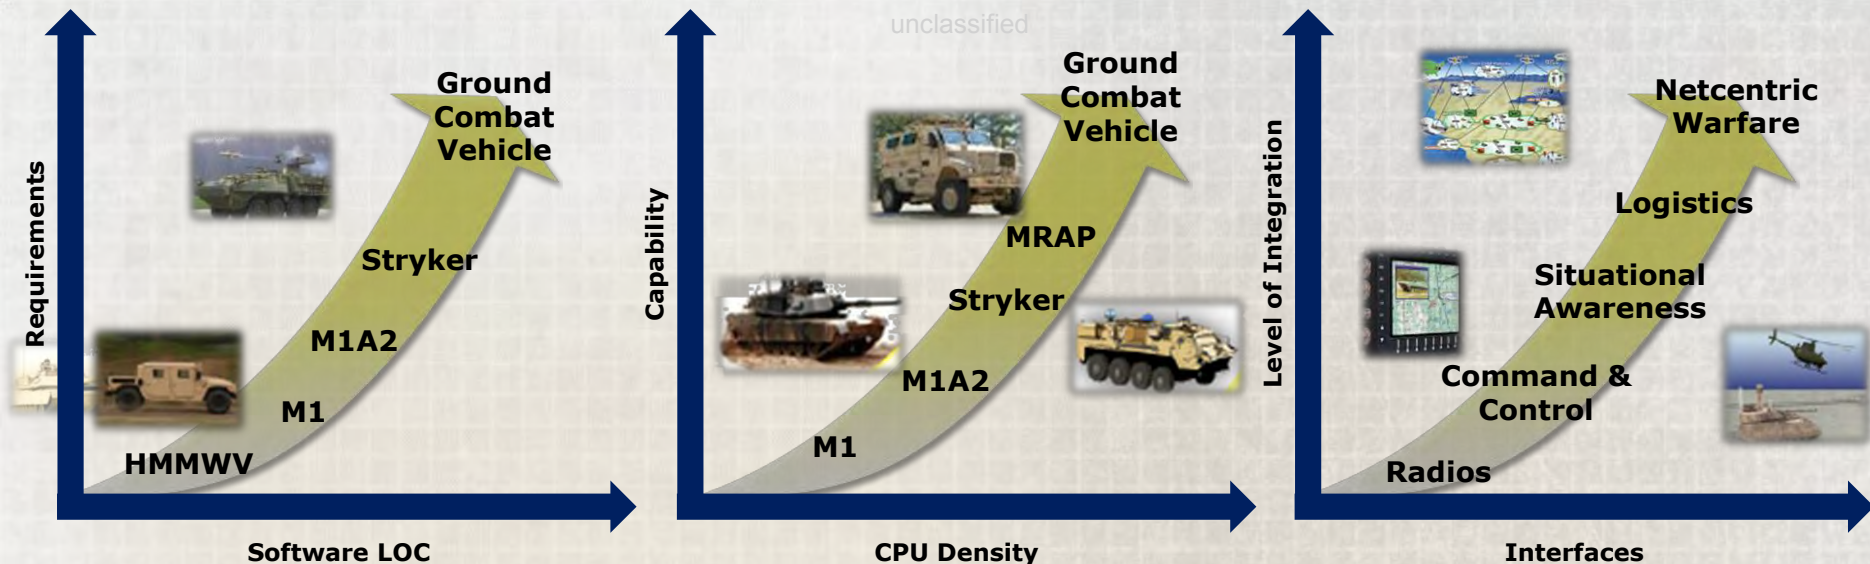 unclassified
Requirements
Ground
Combat
Vehicle
Stryker
M1A2
M1
HMMWV
Software LOC
Capability
Ground
Combat
Vehicle
MRAP
Stryker
M1A2
M1
CPU Density
Level of Integration
Netcentric
Warfare
Logistics
Situational
Awareness
Command &
Control
Radios
Interfaces